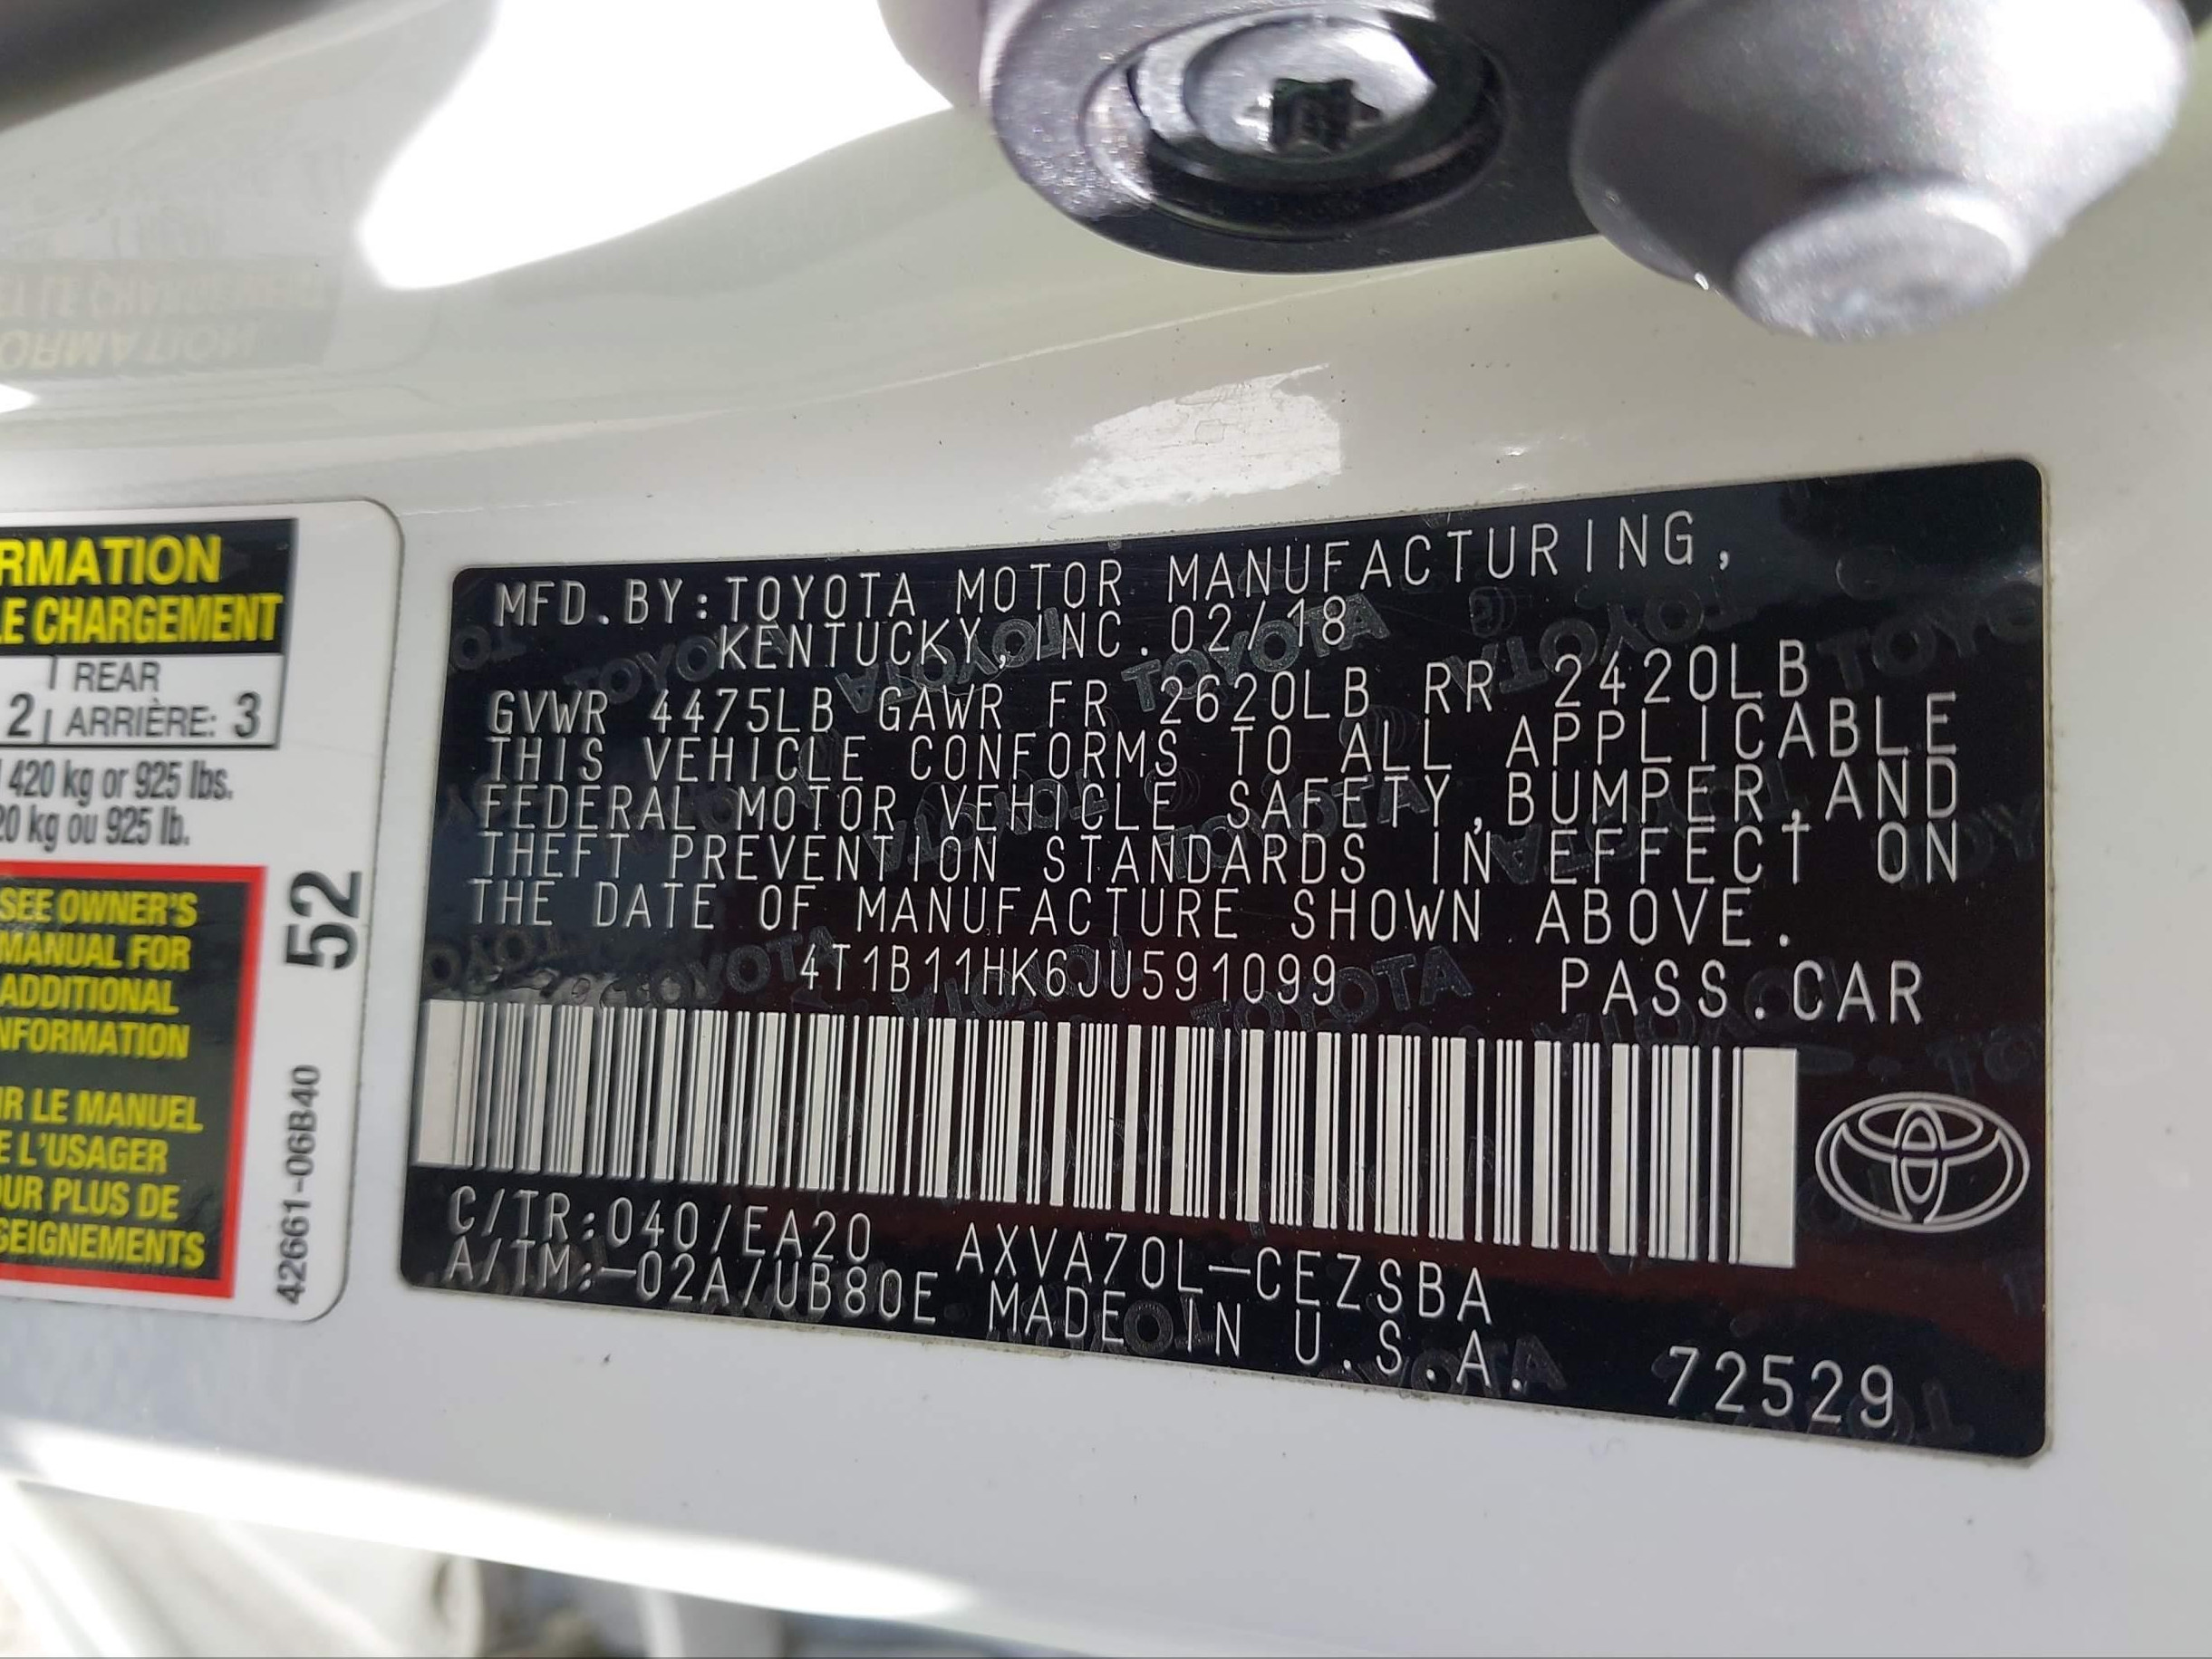 RMATION
LE CHARGEMENT
REAR
2 ARRIÈRE: 3
420 kg or 925 lbs.
20 kg ou 925 lb.
SEE OWNER'S
MANUAL FOR
ADDITIONAL
NFORMATION
IR LE MANUEL
E L'USAGER
OUR PLUS DE
SEIGNEMENTS
52
42661-06B40
MFD.BY:TOYOTA MOTOR MANUFACTURING,
KENTUCKY,INC.02/18
GVWR 4475LB GAWR FR 2620LB RR 2420LB
THIS VEHICLE CONFORMS TO ALL APPLICABLE
FEDERAL MOTOR VEHICLE SAFETY,BUMPER,AND
THEFT PREVENTION STANDARDS IN EFFECT ON
THE DATE OF MANUFACTURE SHOWN ABOVE.
4T1B11HK6JU591099 PASS.CAR
C/TR:040/EA20 AXVA70L-CEZSBA
A/TM:-02A/UB80E MADE IN U.S.A. 72529